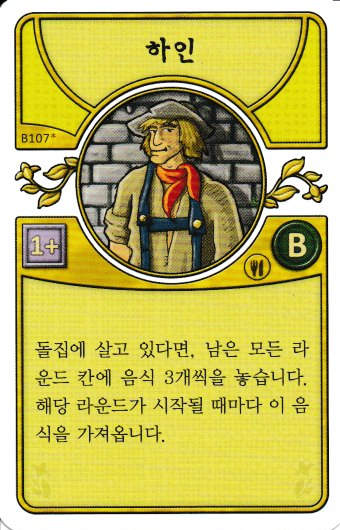 하인
B107*
1+
B
돌집에 살고 있다면, 남은 모든 라
운드 칸에 음식 3개씩을 놓습니다.
해당 라운드가 시작될 때마다 이 음
식을 가져옵니다.